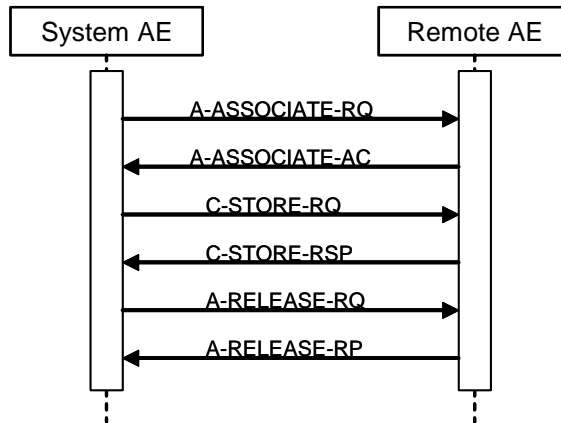 System AE
Remote AE
A-ASSOCIATE-RQ
A-ASSOCIATE-AC
C-STORE-RQ
C-STORE-RSP
A-RELEASE-RQ
A-RELEASE-RP